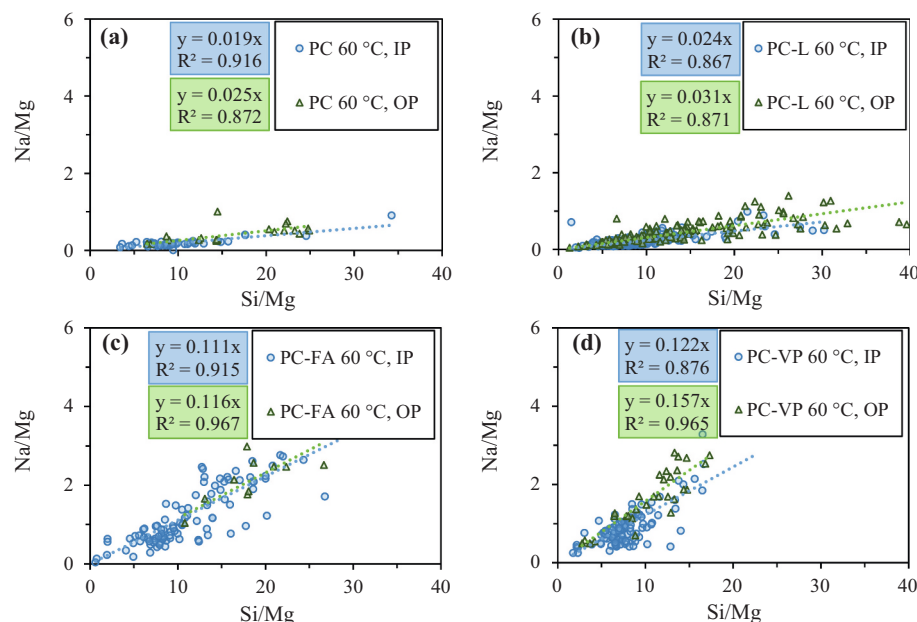 (a)
y = 0.019x
R² = 0.916
y = 0.025x
R² = 0.872
PC 60 °C, IP
PC 60 °C, OP
Na/Mg
6
4
2
0
0 10 20 30 40
Si/Mg
(b)
y = 0.024x
R² = 0.867
y = 0.031x
R² = 0.871
PC-L 60 °C, IP
PC-L 60 °C, OP
Na/Mg
6
4
2
0
0 10 20 30 40
Si/Mg
(c)
y = 0.111x
R² = 0.915
y = 0.116x
R² = 0.967
PC-FA 60 °C, IP
PC-FA 60 °C, OP
Na/Mg
6
4
2
0
0 10 20 30 40
Si/Mg
(d)
y = 0.122x
R² = 0.876
y = 0.157x
R² = 0.965
PC-VP 60 °C, IP
PC-VP 60 °C, OP
Na/Mg
6
4
2
0
0 10 20 30 40
Si/Mg